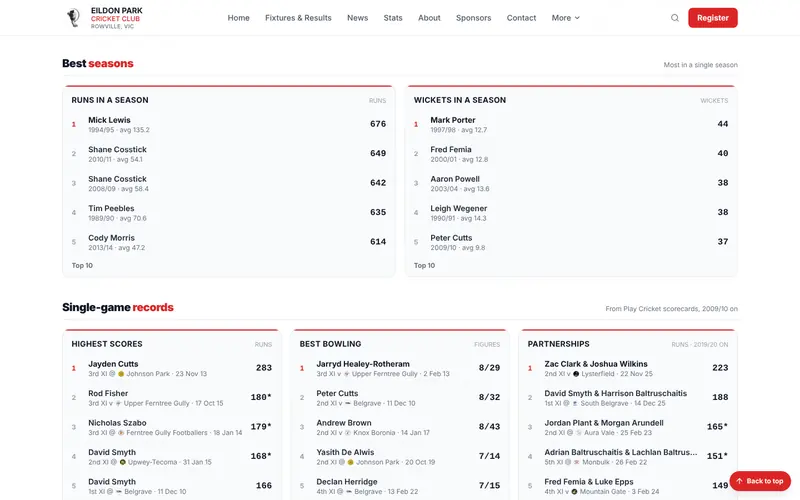 EILDON PARK
CRICKET CLUB
ROWVILLE, VIC
Home Fixtures & Results News Stats About Sponsors Contact More Register
Best seasons
Most in a single season
RUNS IN A SEASON RUNS
1 Mick Lewis 676
1994/95 · avg 135.2
2 Shane Cosstick 649
2010/11 · avg 54.1
3 Shane Cosstick 642
2008/09 · avg 58.4
4 Tim Peebles 635
1989/90 · avg 70.6
5 Cody Morris 614
2013/14 · avg 47.2
Top 10
WICKETS IN A SEASON WICKETS
1 Mark Porter 44
1997/98 · avg 12.7
2 Fred Femia 40
2000/01 · avg 12.8
3 Aaron Powell 38
2003/04 · avg 13.6
4 Leigh Wegener 38
1990/91 · avg 14.3
5 Peter Cutts 37
2009/10 · avg 9.8
Top 10
Single-game records
From Play Cricket scorecards, 2009/10 on
HIGHEST SCORES RUNS
1 Jayden Cutts 283
3rd XI @ Johnson Park · 23 Nov 13
2 Rod Fisher 180*
3rd XI v Upper Ferntree Gully · 17 Oct 15
3 Nicholas Szabo 179*
3rd XI @ Ferntree Gully Footballers · 18 Jan 14
4 David Smyth 168*
2nd XI @ Upwey-Tecoma · 31 Jan 15
5 David Smyth 166
1st XI @ Belgrave · 11 Dec 10
BEST BOWLING FIGURES
1 Jarryd Healey-Rotheram 8/29
3rd XI v Upper Ferntree Gully · 2 Feb 13
2 Peter Cutts 8/32
2nd XI v Belgrave · 11 Dec 10
3 Andrew Brown 8/43
2nd XI v Knox Boronia · 14 Jan 17
4 Yasith De Alwis 7/14
2nd XI @ Johnson Park · 20 Oct 19
5 Declan Herridge 7/15
4th XI @ Belgrave · 13 Feb 22
PARTNERSHIPS RUNS · 2019/20 ON
1 Zac Clark & Joshua Wilkins 223
2nd XI v Lysterfield · 22 Nov 25
2 David Smyth & Harrison Baltruschaitis 188
1st XI @ South Belgrave · 14 Dec 25
3 Jordan Plant & Morgan Arundell 165*
2nd XI @ Aura Vale · 25 Feb 23
4 Adrian Baltruschaitis & Lachlan Baltrus... 151*
5th XI @ Monbulk · 26 Feb 22
5 Fred Femia & Luke Epps 149
4th XI v Mountain Gate · 3 Feb 24
Back to top